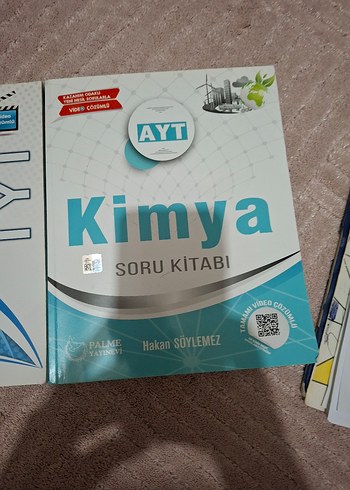 KAZANIM ODAKLI
YENİ NESİL SORULARLA
VİDEO ÇÖZÜMLÜ
AYT
Kimya
SORU KİTABI
TAMAMI VİDEO ÇÖZÜMLÜ
PALME
YAYINEVİ
Hakan SÖYLEMEZ